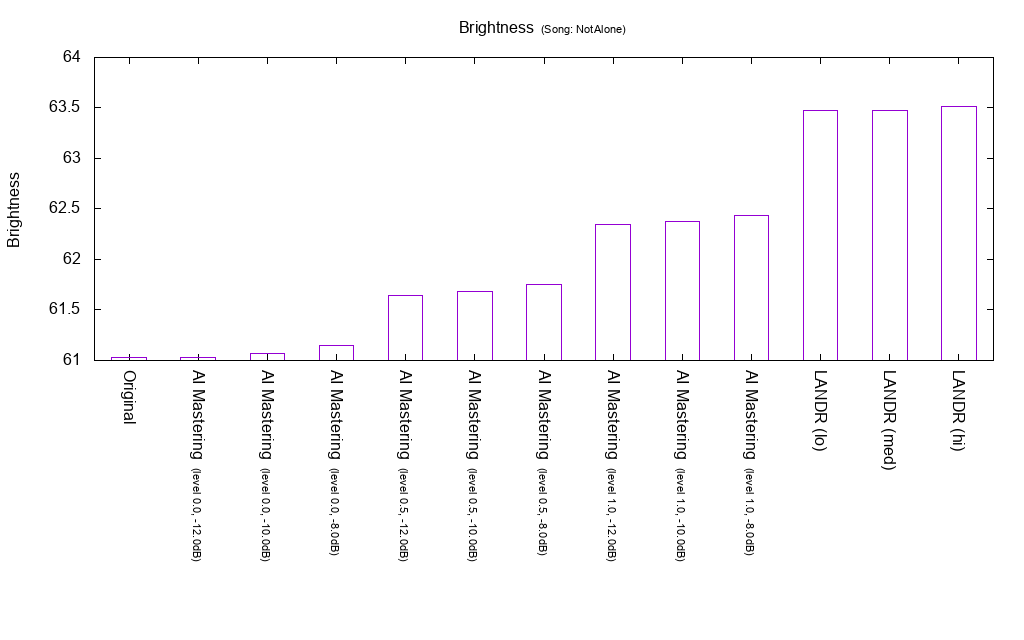 Brightness (Song: NotAlone)
Brightness
64
63.5
63
62.5
62
61.5
61
Original
AI Mastering (level 0.0, -12.0dB)
AI Mastering (level 0.0, -10.0dB)
AI Mastering (level 0.0, -8.0dB)
AI Mastering (level 0.5, -12.0dB)
AI Mastering (level 0.5, -10.0dB)
AI Mastering (level 0.5, -8.0dB)
AI Mastering (level 1.0, -12.0dB)
AI Mastering (level 1.0, -10.0dB)
AI Mastering (level 1.0, -8.0dB)
LANDR (lo)
LANDR (med)
LANDR (hi)